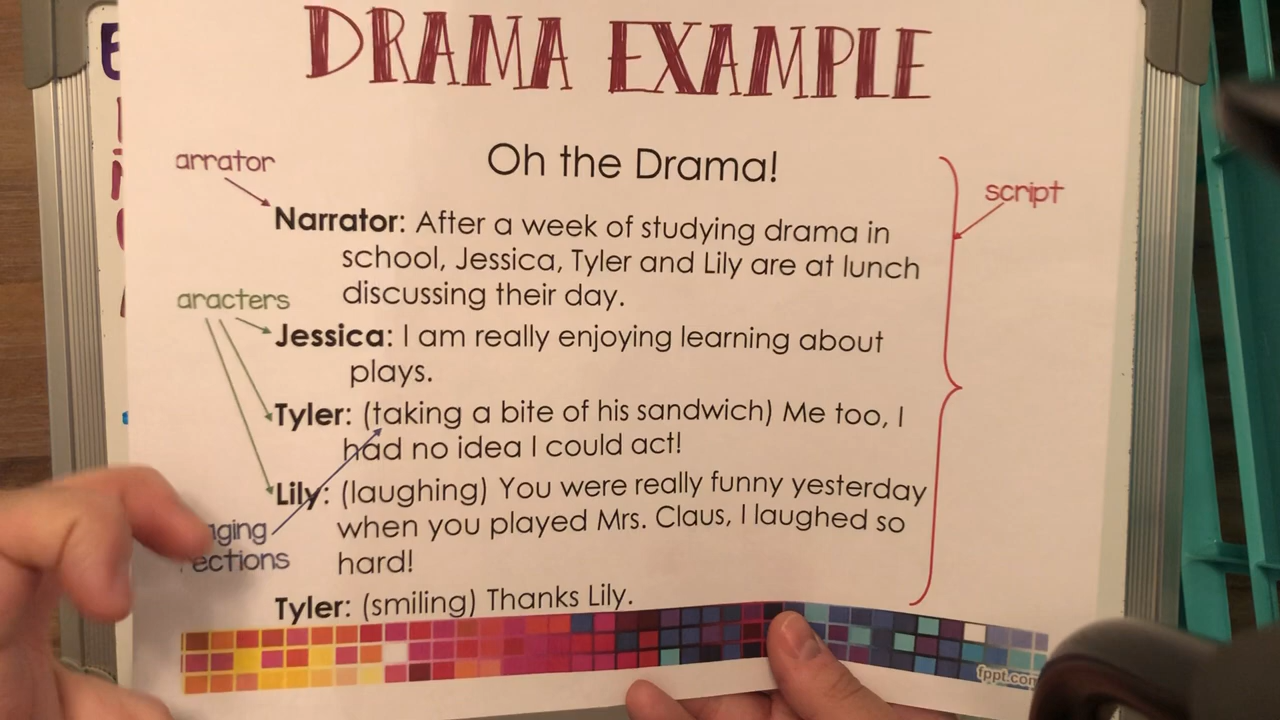 DRAMA EXAMPLE
Oh the Drama!
arrator
script
Narrator: After a week of studying drama in
school, Jessica, Tyler and Lily are at lunch
discussing their day.
aracters
Jessica: I am really enjoying learning about
plays.
Tyler: (taking a bite of his sandwich) Me too, I
had no idea I could act!
Lily: (laughing) You were really funny yesterday
when you played Mrs. Claus, I laughed so
hard!
aging
ections
Tyler: (smiling) Thanks Lily.
fppt.com